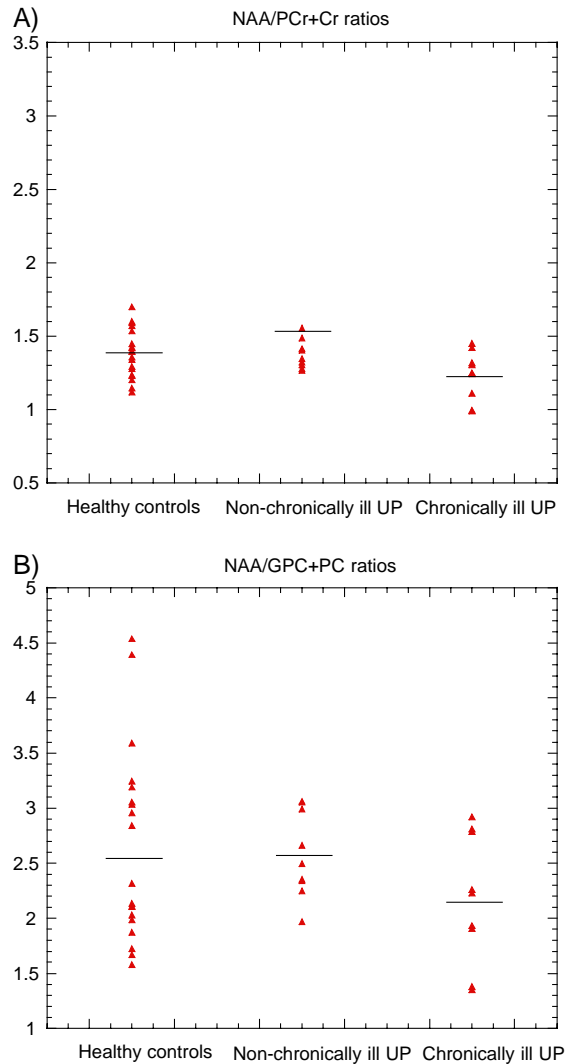 A)
NAA/PCr+Cr ratios
3.5
3
2.5
2
1.5
1
0.5
Healthy controls Non-chronically ill UP Chronically ill UP
B)
NAA/GPC+PC ratios
5
4.5
4
3.5
3
2.5
2
1.5
1
Healthy controls Non-chronically ill UP Chronically ill UP